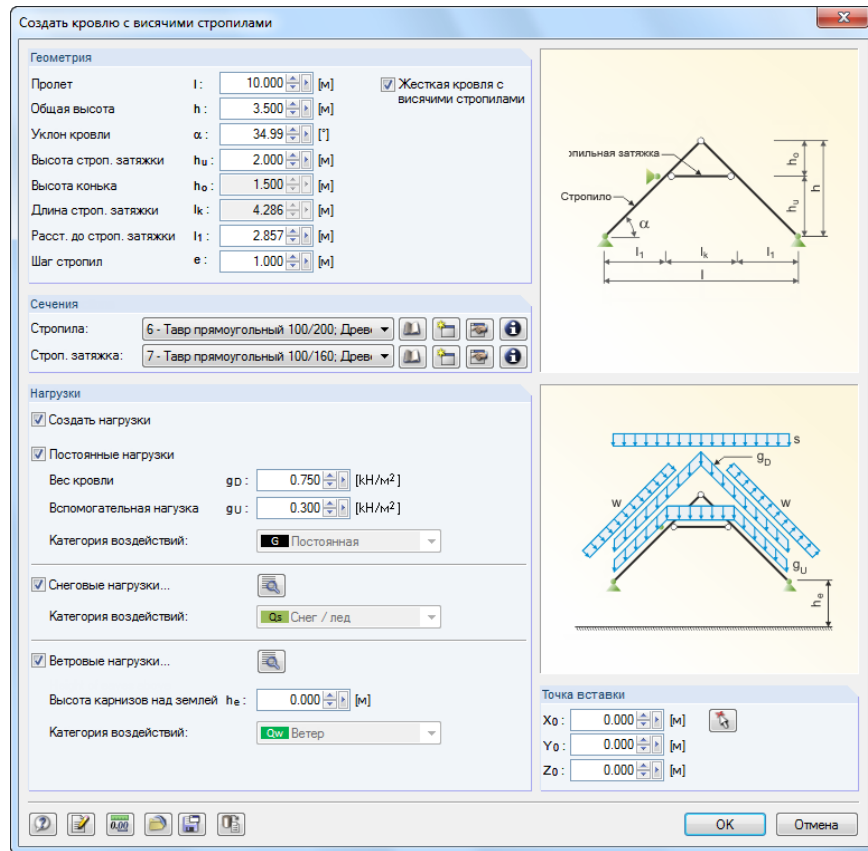 Создать кровлю с висячими стропилами
Геометрия
Пролет l : 10.000 [м]
Жесткая кровля с
висячими стропилами
Общая высота h : 3.500 [м]
Уклон кровли α : 34.99 [°]
Высота строп. затяжки hu : 2.000 [м]
Высота конька ho : 1.500 [м]
Длина строп. затяжки lk : 4.286 [м]
Расст. до строп. затяжки l1 : 2.857 [м]
Шаг стропил e : 1.000 [м]
опильная затяжка
Стропило
α
ho
hu
h
l1 lk l1
l
Сечения
Стропила: 6 - Тавр прямоугольный 100/200; Древ
Строп. затяжка: 7 - Тавр прямоугольный 100/160; Древ
Нагрузки
Создать нагрузки
Постоянные нагрузки
Вес кровли gD : 0.750 [kH/м²]
Вспомогательная нагузка gU : 0.300 [kH/м²]
Категория воздействий: G Постоянная
Снеговые нагрузки...
Категория воздействий: Qs Снег / лед
Ветровые нагрузки...
Высота карнизов над землей he : 0.000 [м]
Категория воздействий: Qw Ветер
s
gD
w w
gU
he
Точка вставки
X0 : 0.000 [м]
Y0 : 0.000 [м]
Z0 : 0.000 [м]
0.00
OK Отмена